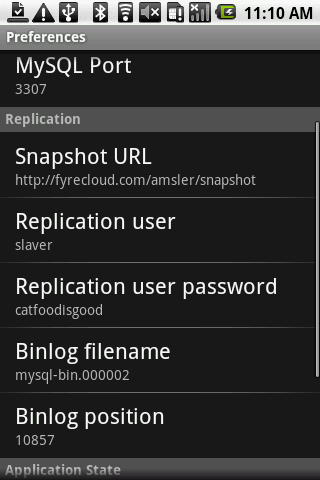 11:10 AM
Preferences
MySQL Port
3307
Replication
Snapshot URL
http://fyrecloud.com/amsler/snapshot
Replication user
slaver
Replication user password
catfoodisgood
Binlog filename
mysql-bin.000002
Binlog position
10857
Application State